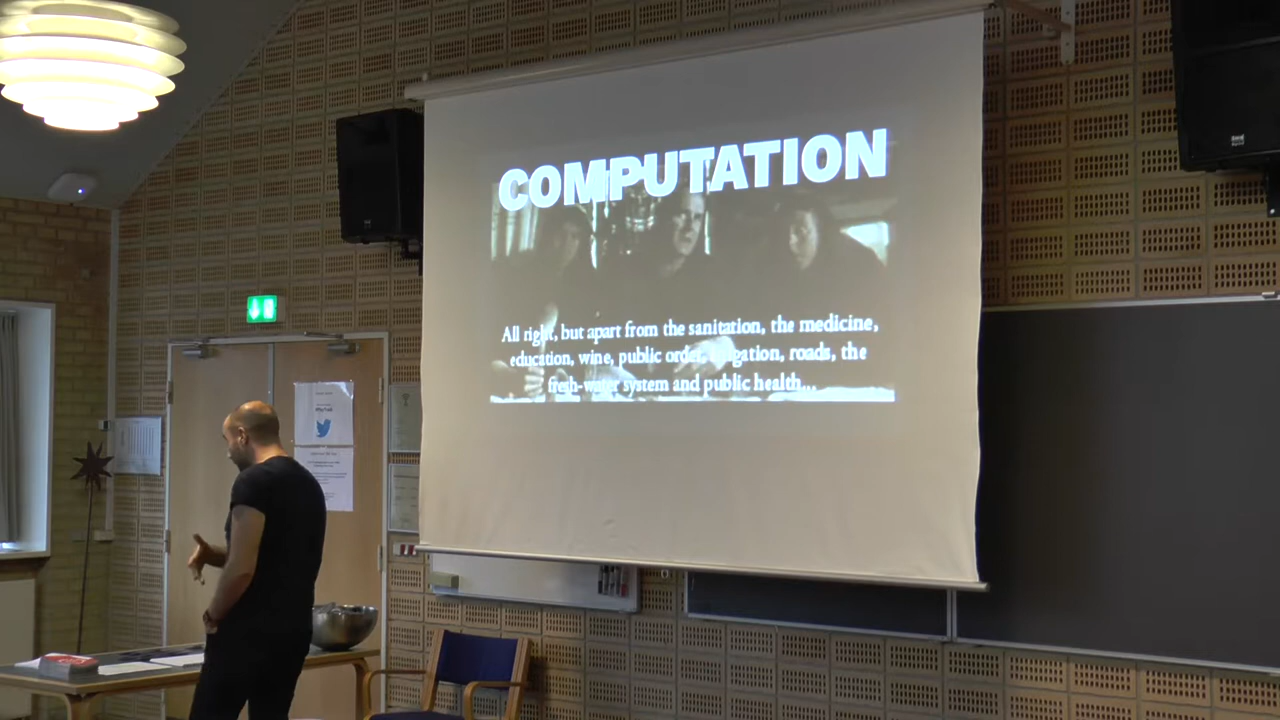 COMPUTATION
All right, but apart from the sanitation, the medicine,
education, wine, public order, irrigation, roads, the
fresh-water system and public health...